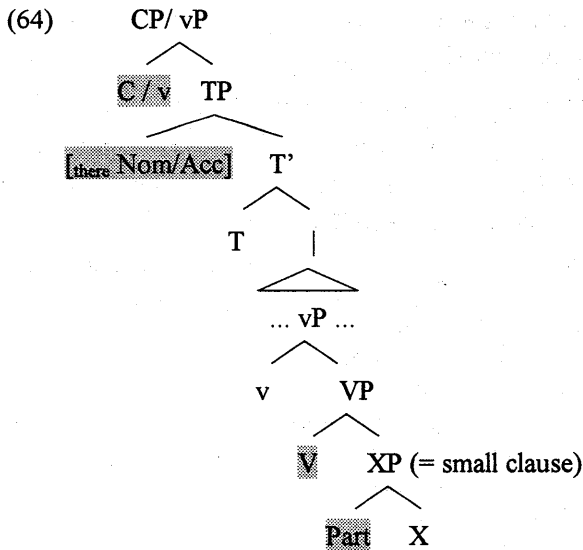 (64) CP/ vP
C / v TP
[there Nom/Acc] T’
T
... vP ...
v VP
V XP (= small clause)
Part X